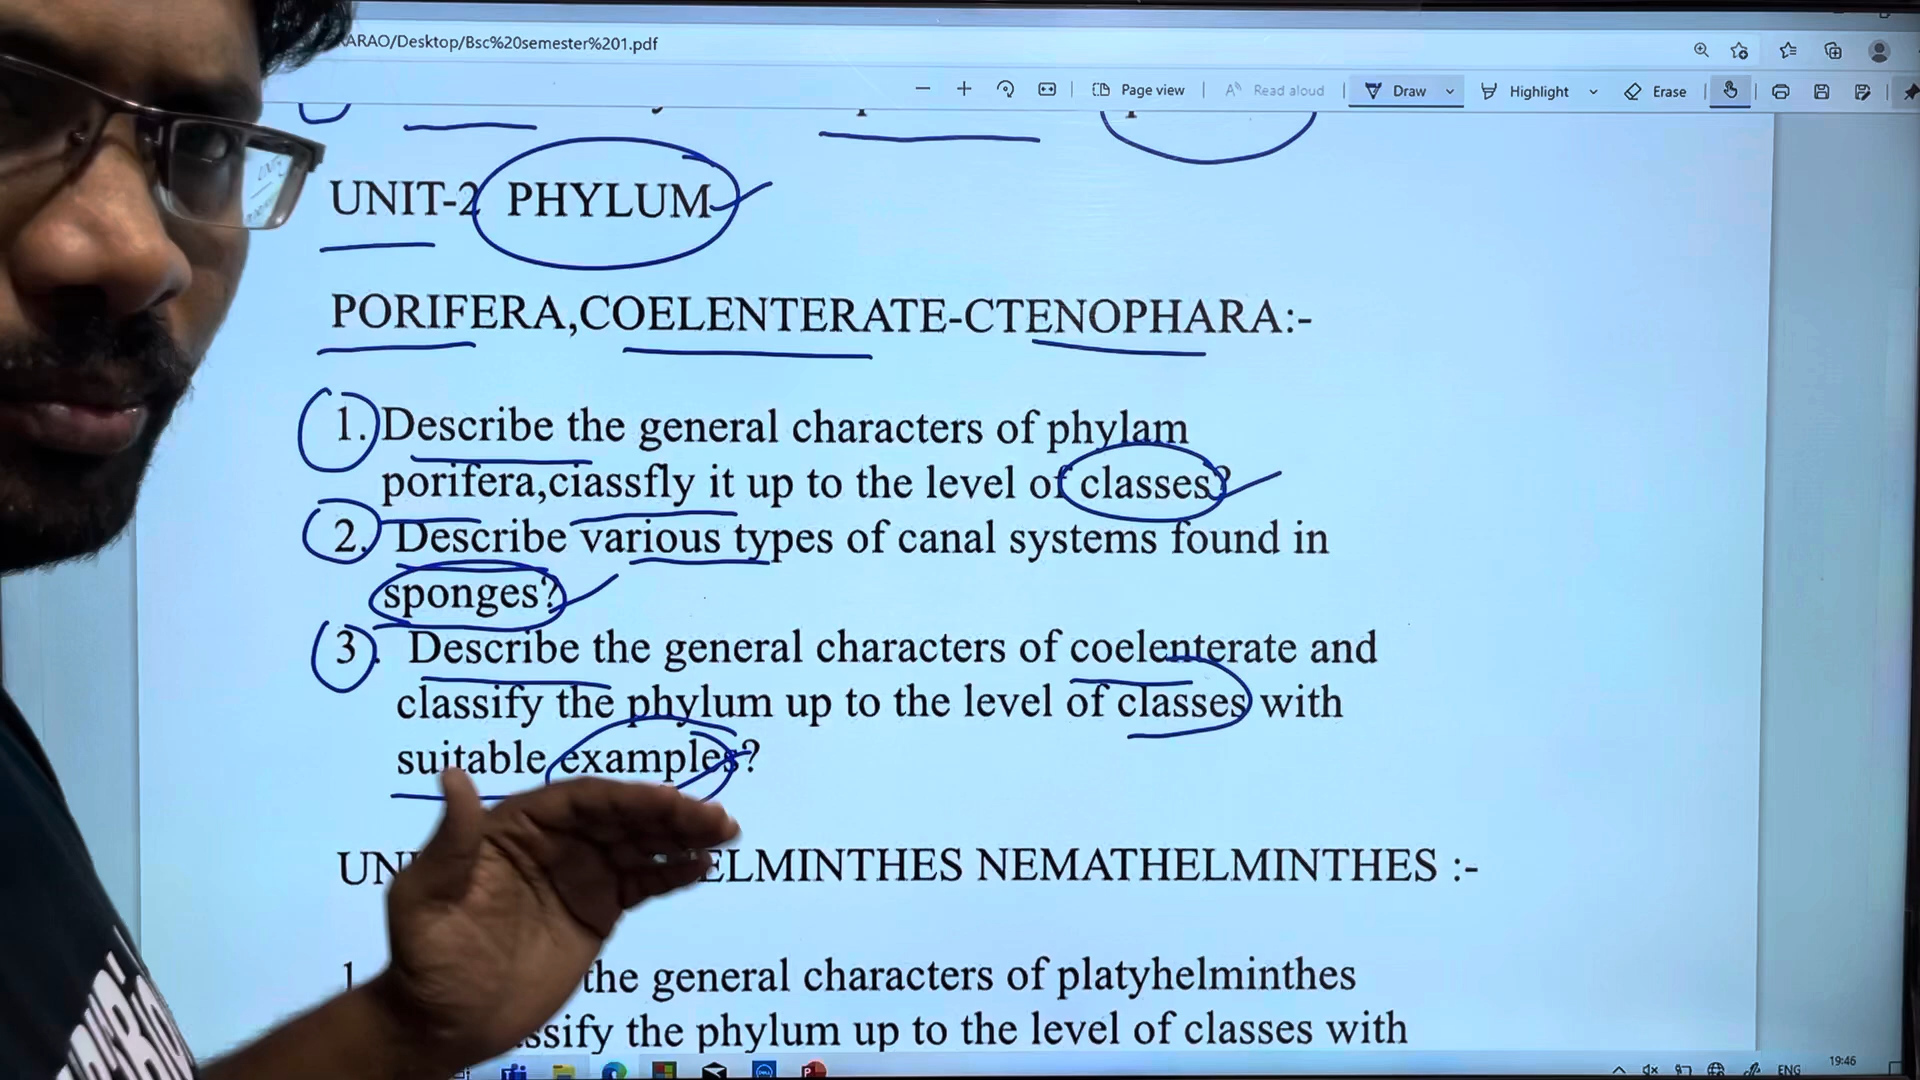 ARAO/Desktop/Bsc%20semester%201.pdf
Page view Read aloud Draw Highlight Erase
UNIT-2 PHYLUM
PORIFERA,COELENTERATE-CTENOPHARA:-
1. Describe the general characters of phylam
porifera,ciassfly it up to the level of classes?
2. Describe various types of canal systems found in
sponges?
3. Describe the general characters of coelenterate and
classify the phylum up to the level of classes with
suitable examples?
NEMATHELMINTHES :-
1 the general characters of platyhelminthes
the phylum up to the level of classes with
ENG
19:46